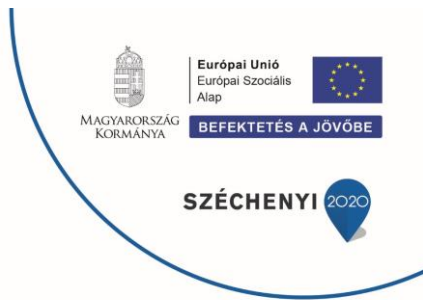 Európai Unió
Európai Szociális
Alap
MAGYARORSZÁG
KORMÁNYA
BEFEKTETÉS A JÖVŐBE
SZÉCHENYI 2020